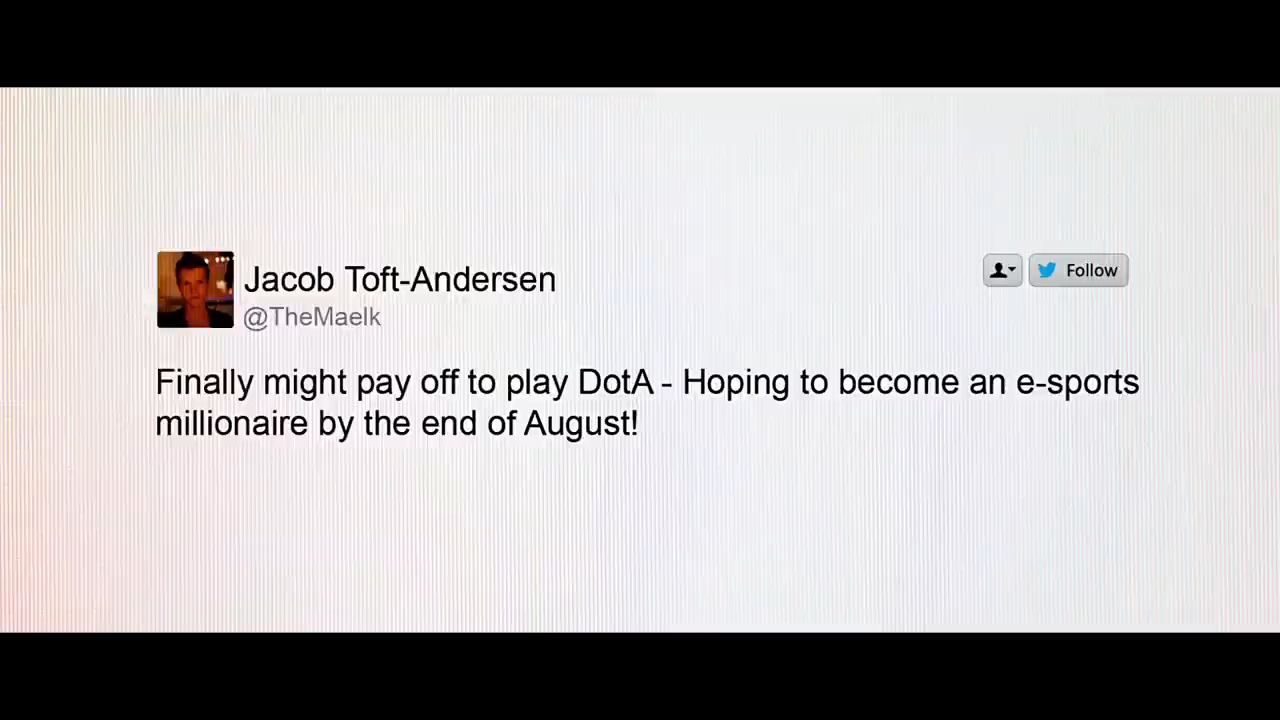 Jacob Toft-Andersen
@TheMaelk
Follow
Finally might pay off to play DotA - Hoping to become an e-sports
millionaire by the end of August!